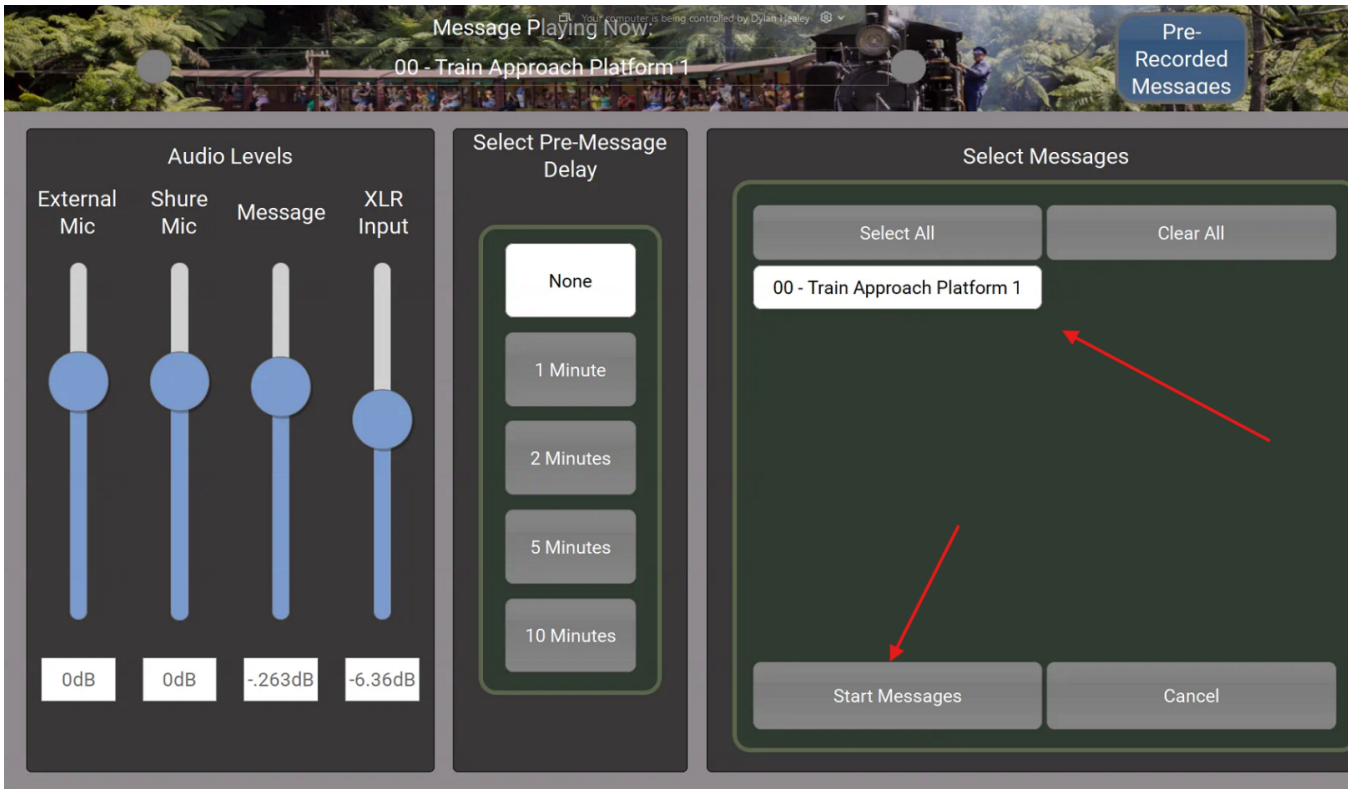 Your computer is being controlled by Dylan Healey
Message Playing Now:
00 - Train Approach Platform 1
Pre-
Recorded
Messages
Audio Levels
External
Mic
Shure
Mic
Message
XLR
Input
0dB
0dB
-.263dB
-6.36dB
Select Pre-Message
Delay
None
1 Minute
2 Minutes
5 Minutes
10 Minutes
Select Messages
Select All
Clear All
00 - Train Approach Platform 1
Start Messages
Cancel